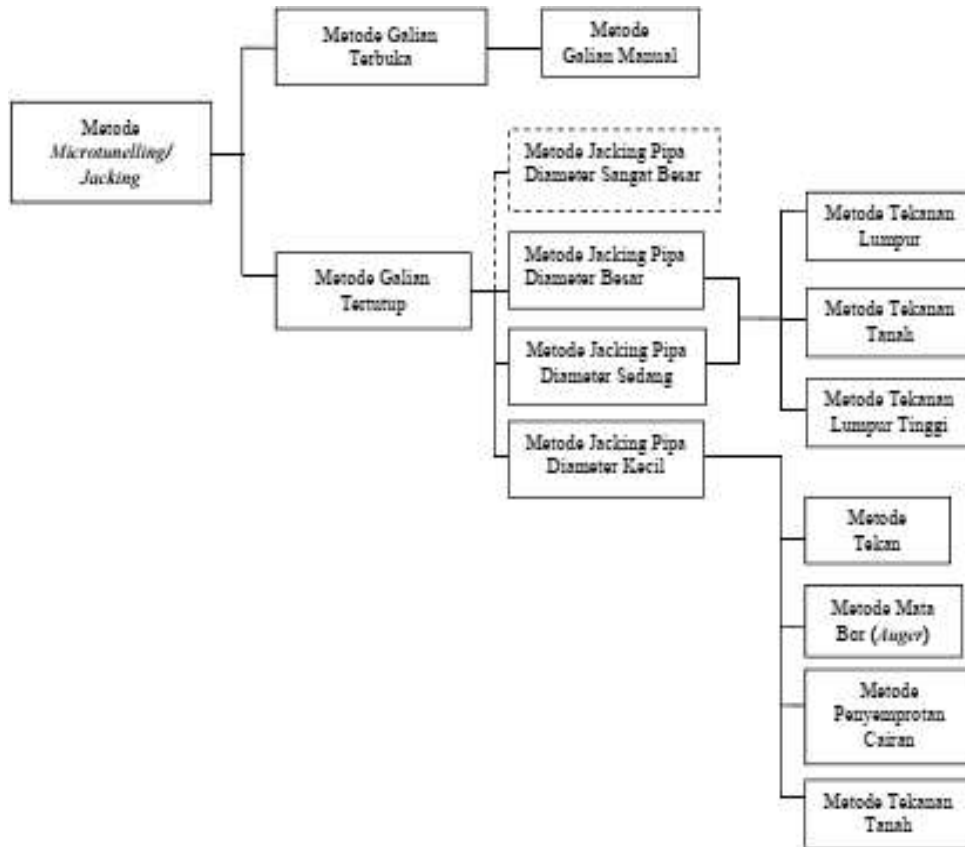 Metode Galian
Terbuka
Metode
Galian Manual
Metode
Microtunelling/
Jacking
Metode Jacking Pipa
Diameter Sangat Besar
Metode Galian
Tertutup
Metode Jacking Pipa
Diameter Besar
Metode Jacking Pipa
Diameter Sedang
Metode Jacking Pipa
Diameter Kecil
Metode Tekanan
Lumpur
Metode Tekanan
Tanah
Metode Tekanan
Lumpur Tinggi
Metode
Tekan
Metode Mata
Bor (Auger)
Metode
Penyemprotan
Cairan
Metode Tekanan
Tanah